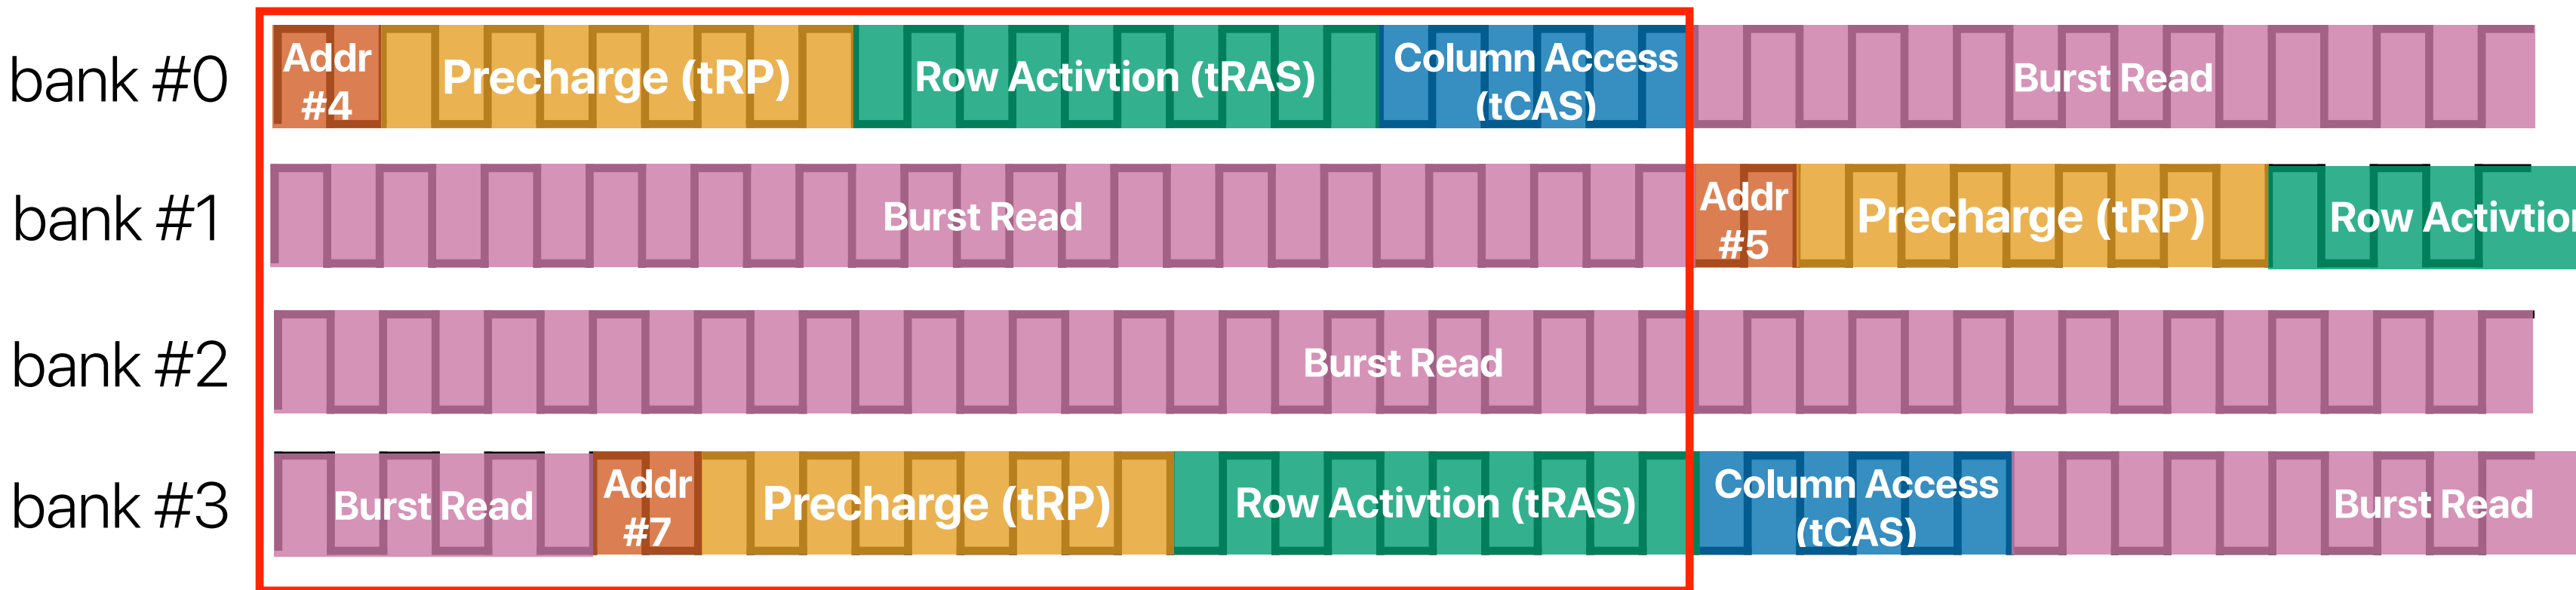 bank #0
Addr
#4
Precharge (tRP)
Row Activtion (tRAS)
Column Access
(tCAS)
Burst Read
bank #1
Burst Read
Addr
#5
Precharge (tRP)
Row Activtion
bank #2
Burst Read
bank #3
Burst Read
Addr
#7
Precharge (tRP)
Row Activtion (tRAS)
Column Access
(tCAS)
Burst Read